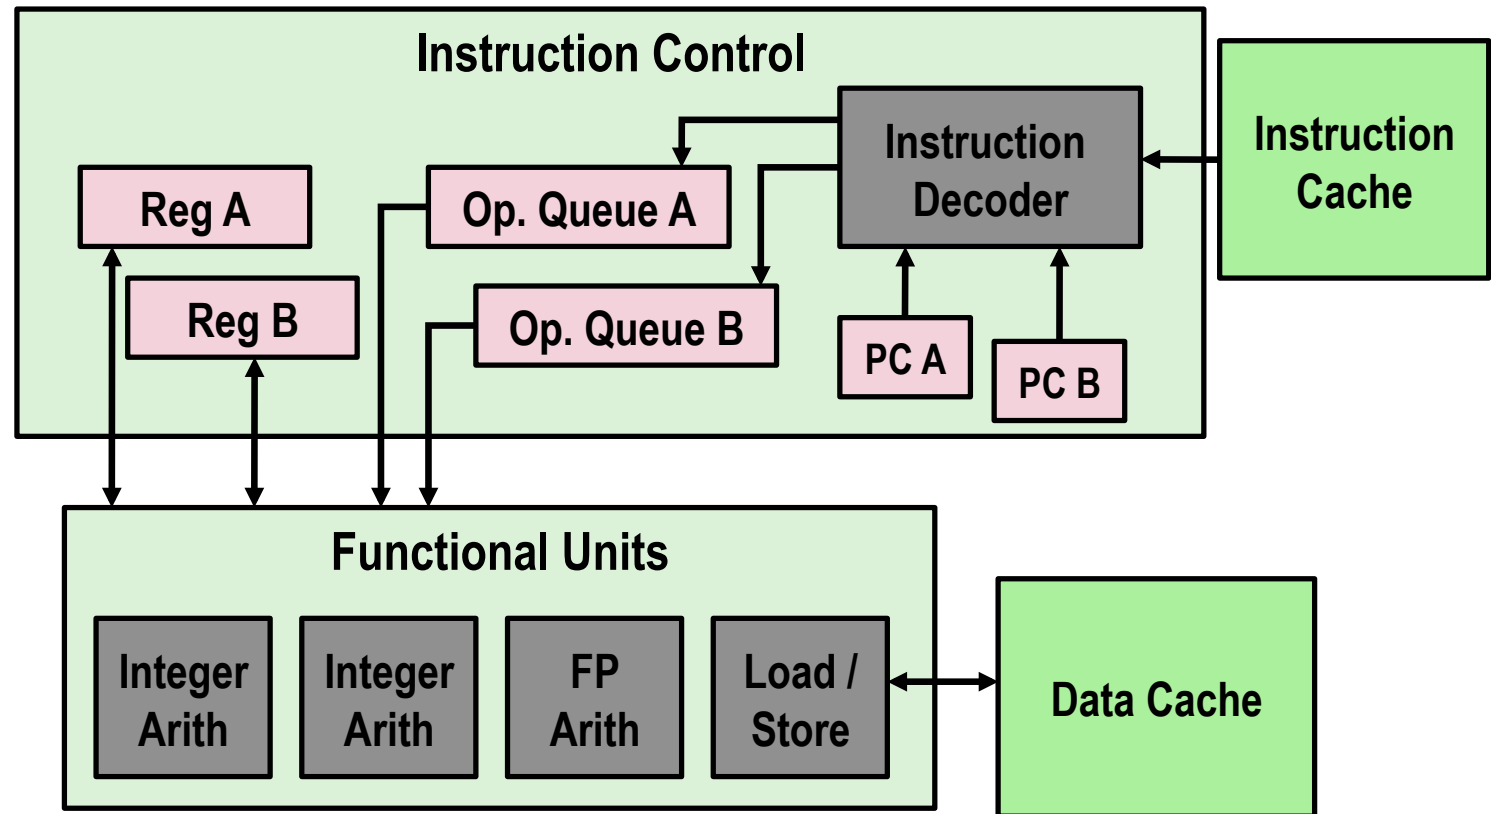 Instruction Control
Instruction
Decoder
Instruction
Cache
Reg A
Op. Queue A
Reg B
Op. Queue B
PC A
PC B
Functional Units
Integer
Arith
Integer
Arith
FP
Arith
Load /
Store
Data Cache